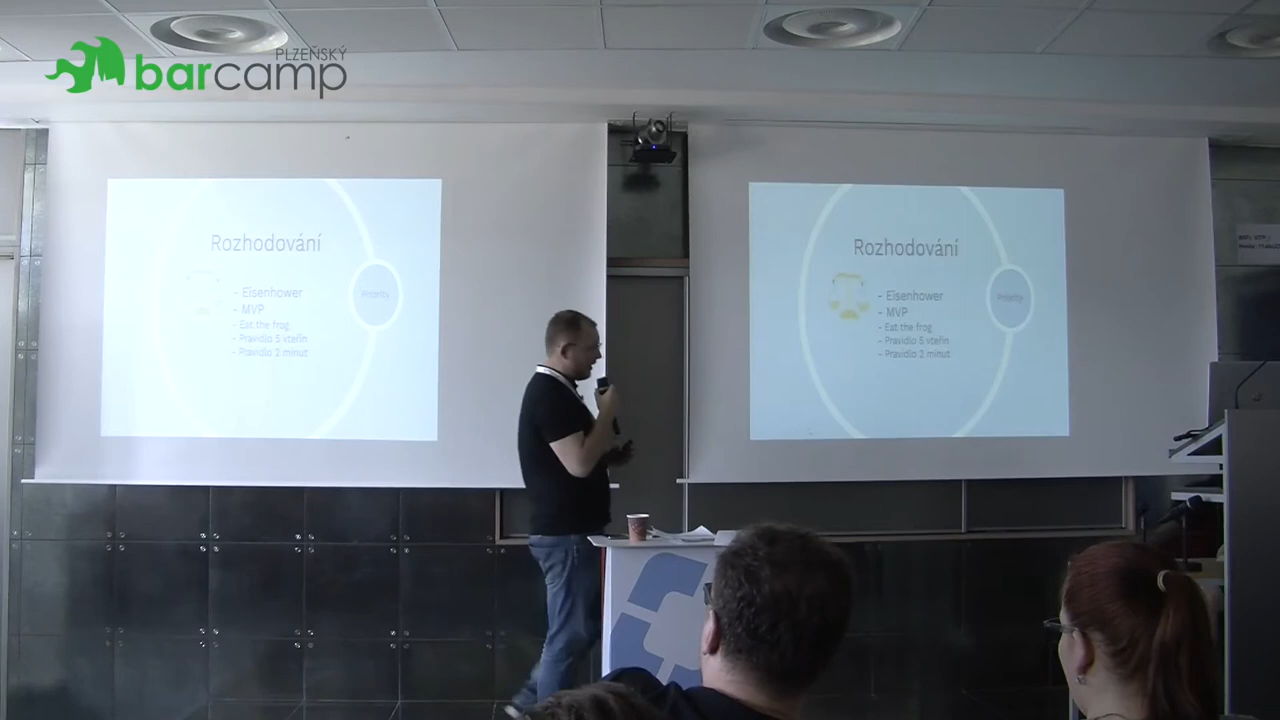 PLZEŇSKÝ
barcamp
Rozhodování
- Eisenhower
- MVP
- Eat the frog
- Pravidlo 5 vteřin
- Pravidlo 2 minut
Priority
Rozhodování
- Eisenhower
- MVP
- Eat the frog
- Pravidlo 5 vteřin
- Pravidlo 2 minut
Priority